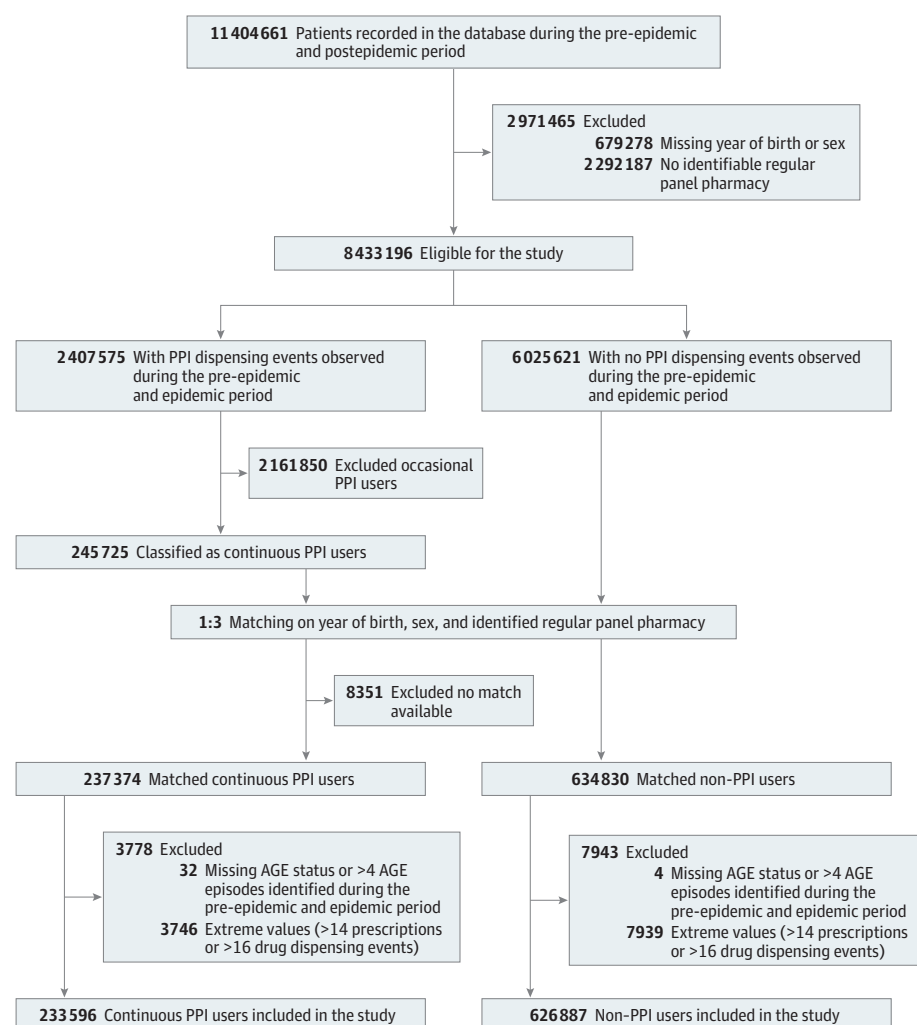 11404661 Patients recorded in the database during the pre-epidemic
and postepidemic period
2971465 Excluded
679278 Missing year of birth or sex
2292187 No identifiable regular
panel pharmacy
8433196 Eligible for the study
2407575 With PPI dispensing events observed
during the pre-epidemic
and epidemic period
6025621 With no PPI dispensing events observed
during the pre-epidemic
and epidemic period
2161850 Excluded occasional
PPI users
245725 Classified as continuous PPI users
1:3 Matching on year of birth, sex, and identified regular panel pharmacy
8351 Excluded no match
available
237374 Matched continuous PPI users
634830 Matched non-PPI users
3778 Excluded
32 Missing AGE status or >4 AGE
episodes identified during the
pre-epidemic and epidemic period
3746 Extreme values (>14 prescriptions
or >16 drug dispensing events)
7943 Excluded
4 Missing AGE status or >4 AGE
episodes identified during the
pre-epidemic and epidemic period
7939 Extreme values (>14 prescriptions
or >16 drug dispensing events)
233596 Continuous PPI users included in the study
626887 Non-PPI users included in the study